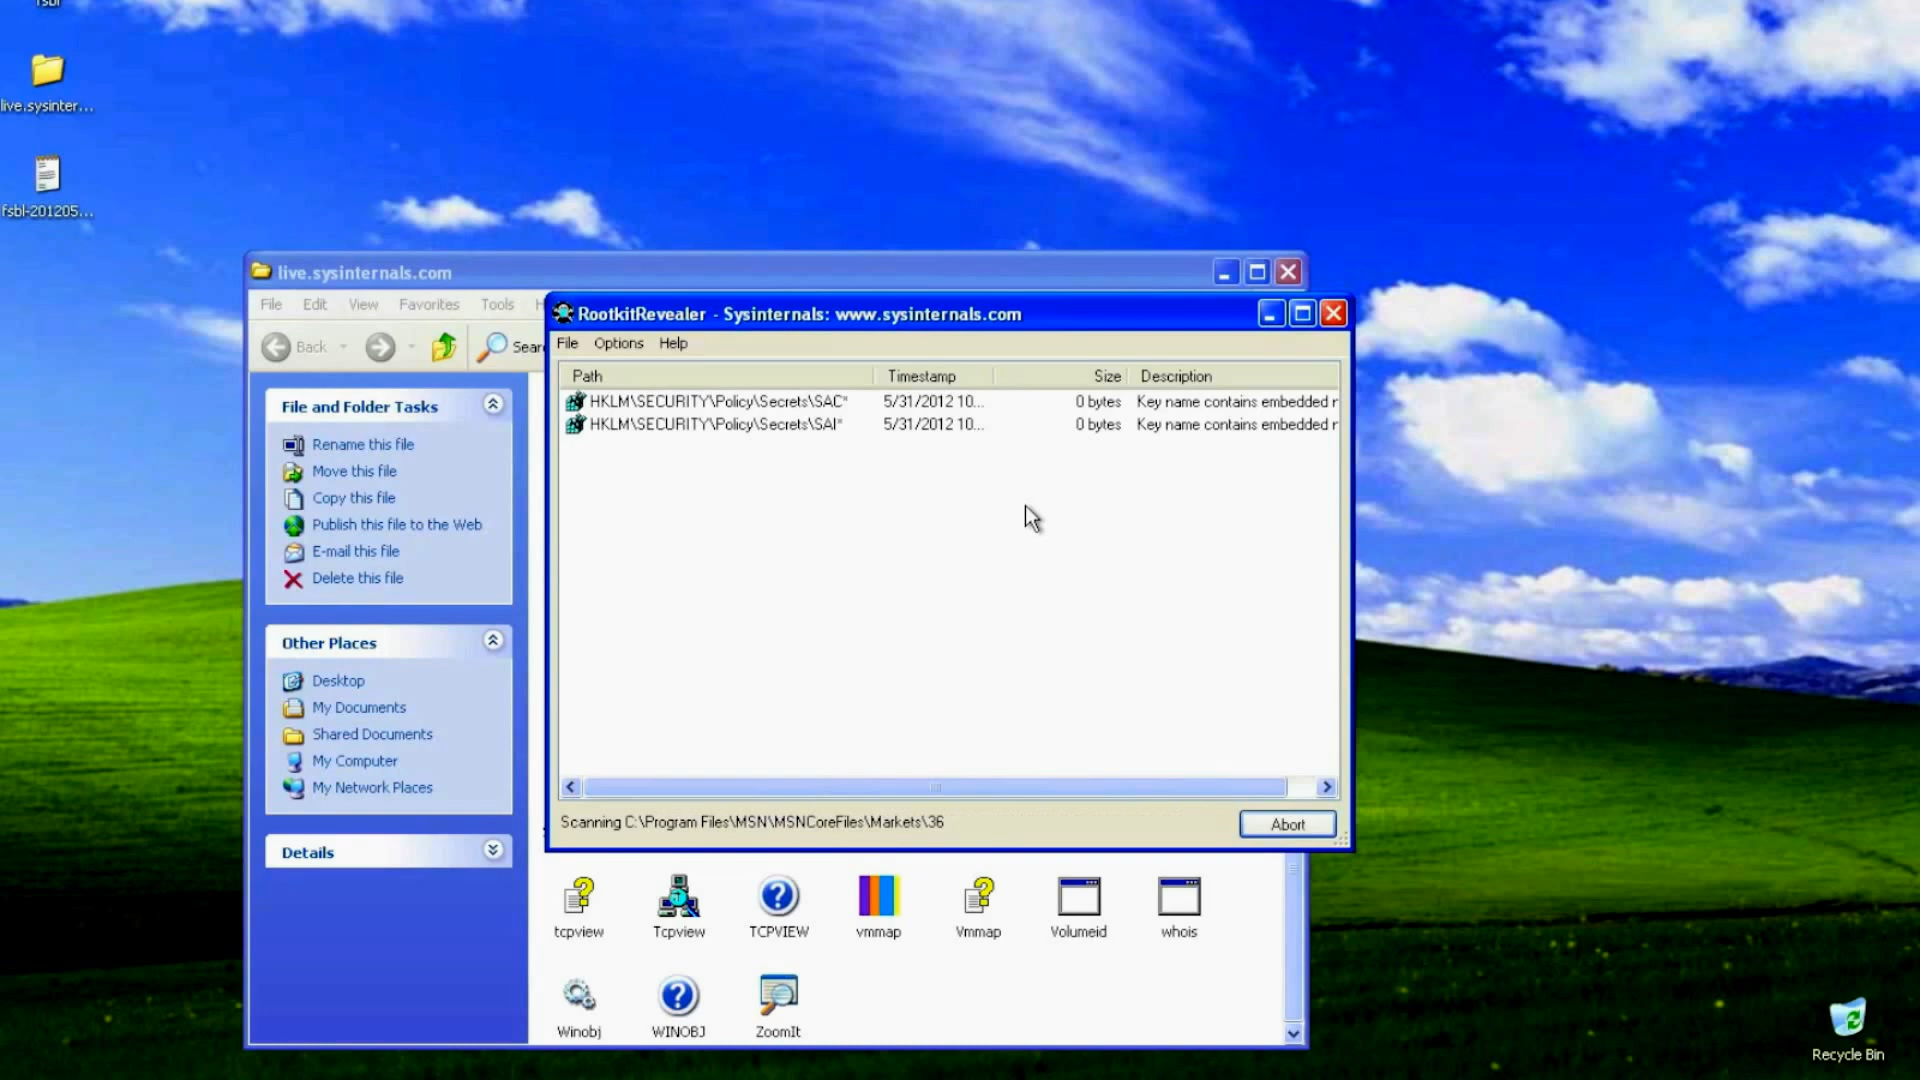 fsbl
live.sysinter...
fsbl-201205...
live.sysinternals.com
File Edit View Favorites Tools H
Back
Sear
File and Folder Tasks
Rename this file
Move this file
Copy this file
Publish this file to the Web
E-mail this file
Delete this file
Other Places
Desktop
My Documents
Shared Documents
My Computer
My Network Places
Details
RootkitRevealer - Sysinternals: www.sysinternals.com
File Options Help
Path Timestamp Size Description
HKLM\SECURITY\Policy\Secrets\SAC* 5/31/2012 10... 0 bytes Key name contains embedded r
HKLM\SECURITY\Policy\Secrets\SAI* 5/31/2012 10... 0 bytes Key name contains embedded r
Scanning C:\Program Files\MSN\MSNCoreFiles\Markets\36
Abort
tcpview Tcpview TCPVIEW vmmap Vmmap Volumeid whois
Winobj WINOBJ ZoomIt
Recycle Bin